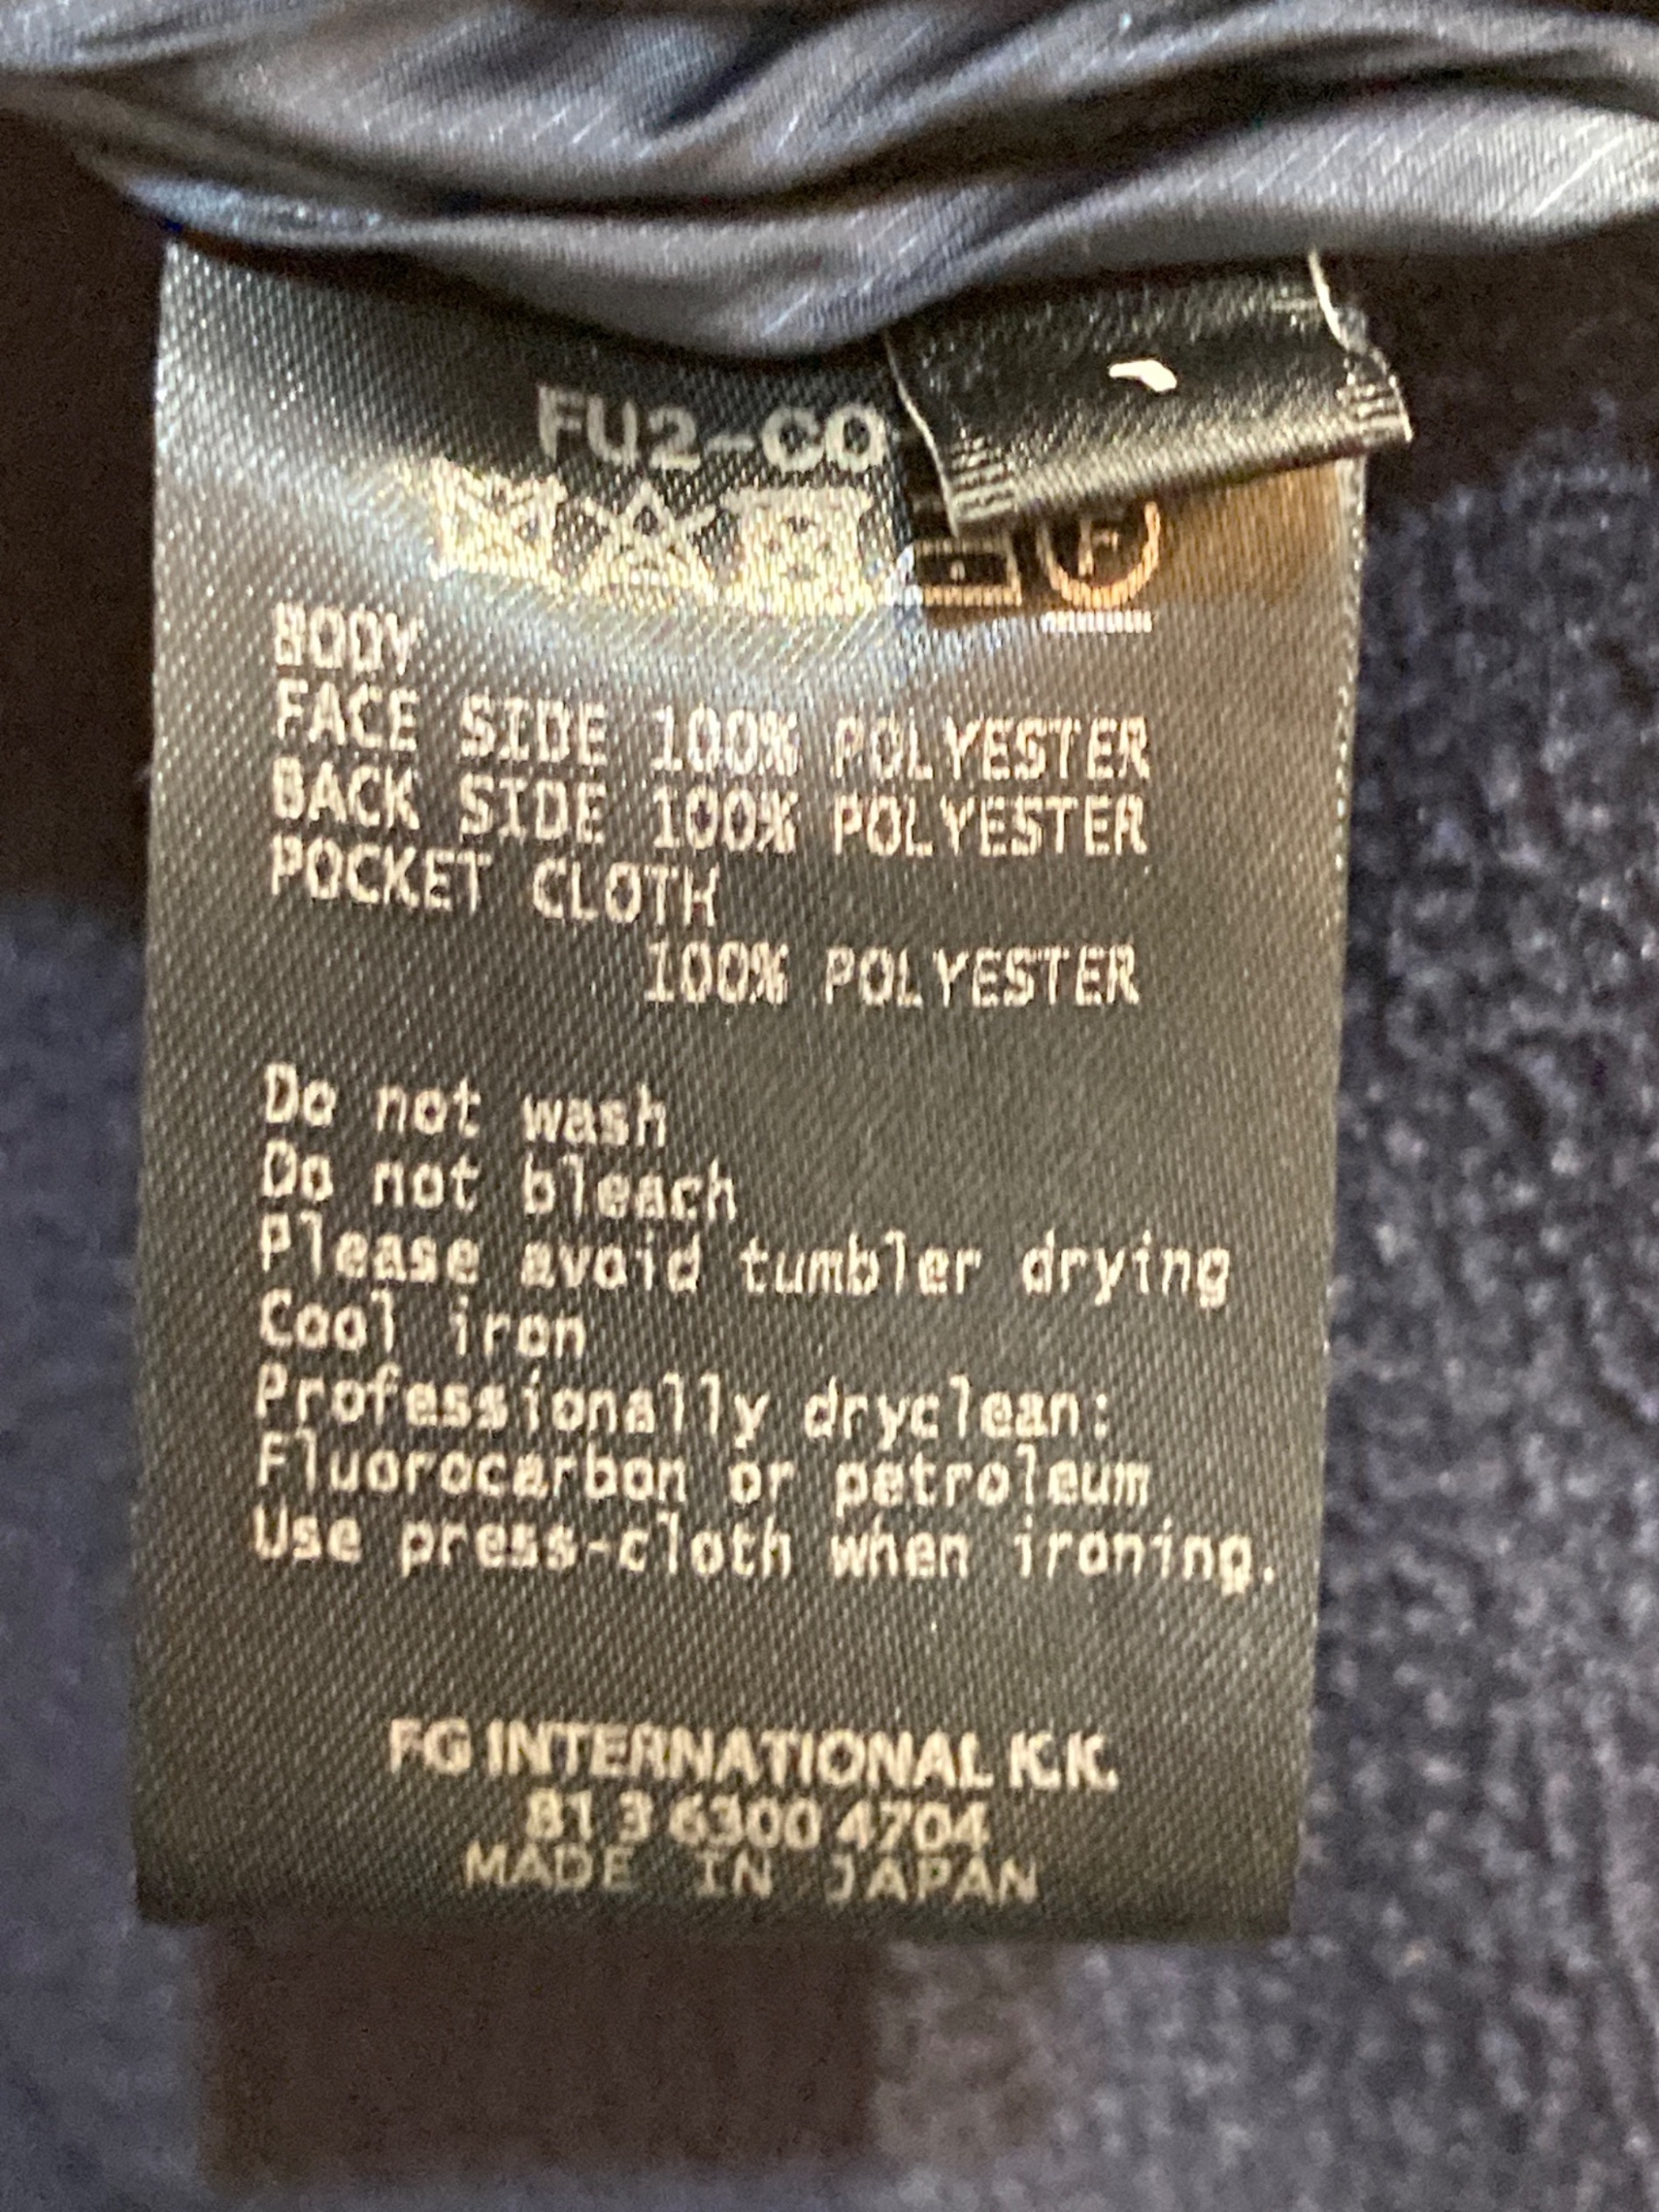 FU2-CO
F
BODY
FACE SIDE 100% POLYESTER
BACK SIDE 100% POLYESTER
POCKET CLOTH
100% POLYESTER
Do not wash
Do not bleach
Please avoid tumbler drying
Cool iron
Professionally dryclean:
Fluorocarbon or petroleum
Use press-cloth when ironing.
FG INTERNATIONAL K.K.
81 3 6300 4704
MADE IN JAPAN